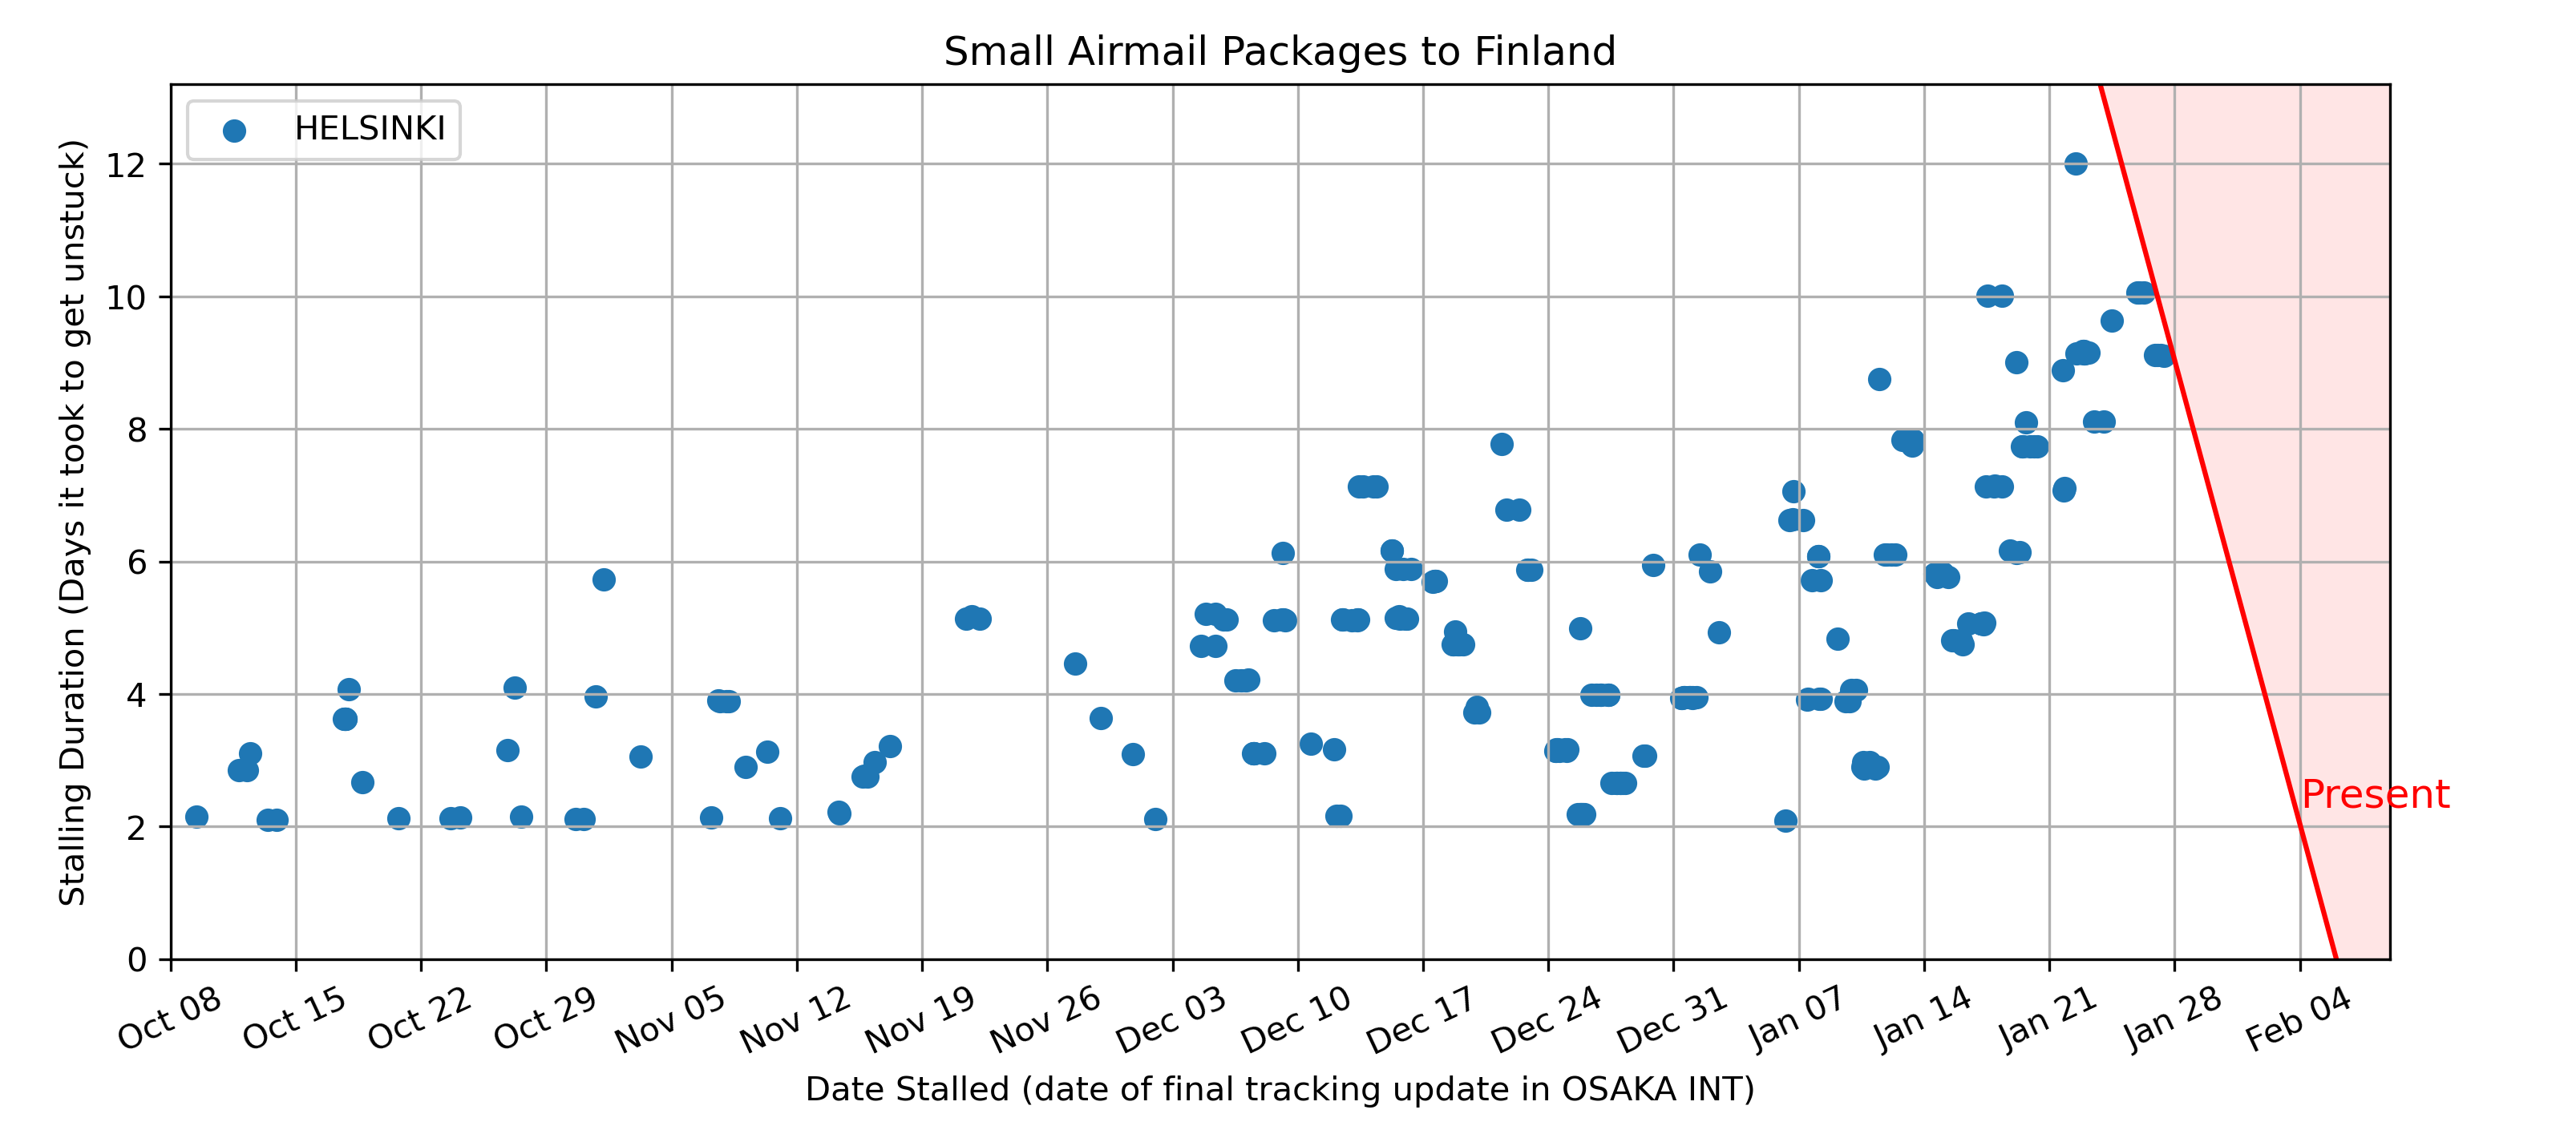 Small Airmail Packages to Finland
HELSINKI
Stalling Duration (Days it took to get unstuck)
12
10
8
6
4
2
0
Present
Oct 08
Oct 15
Oct 22
Oct 29
Nov 05
Nov 12
Nov 19
Nov 26
Dec 03
Dec 10
Dec 17
Dec 24
Dec 31
Jan 07
Jan 14
Jan 21
Jan 28
Feb 04
Date Stalled (date of final tracking update in OSAKA INT)